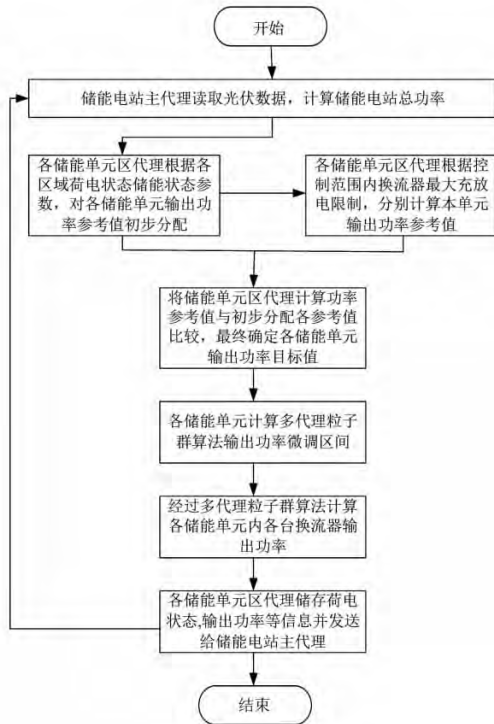 开始
储能电站主代理读取光伏数据，计算储能电站总功率
各储能单元区代理根据各
区域荷电状态储能状态参
数，对各储能单元输出功
率参考值初步分配
各储能单元区代理根据控
制范围内换流器最大充放
电限制，分别计算本单元
输出功率参考值
将储能单元区代理计算功率
参考值与初步分配各参考值
比较，最终确定各储能单元
输出功率目标值
各储能单元计算多代理粒子
群算法输出功率微调区间
经过多代理粒子群算法计算
各储能单元内各台换流器输
出功率
各储能单元区代理储存荷电
状态,输出功率等信息并发送
给储能电站主代理
结束